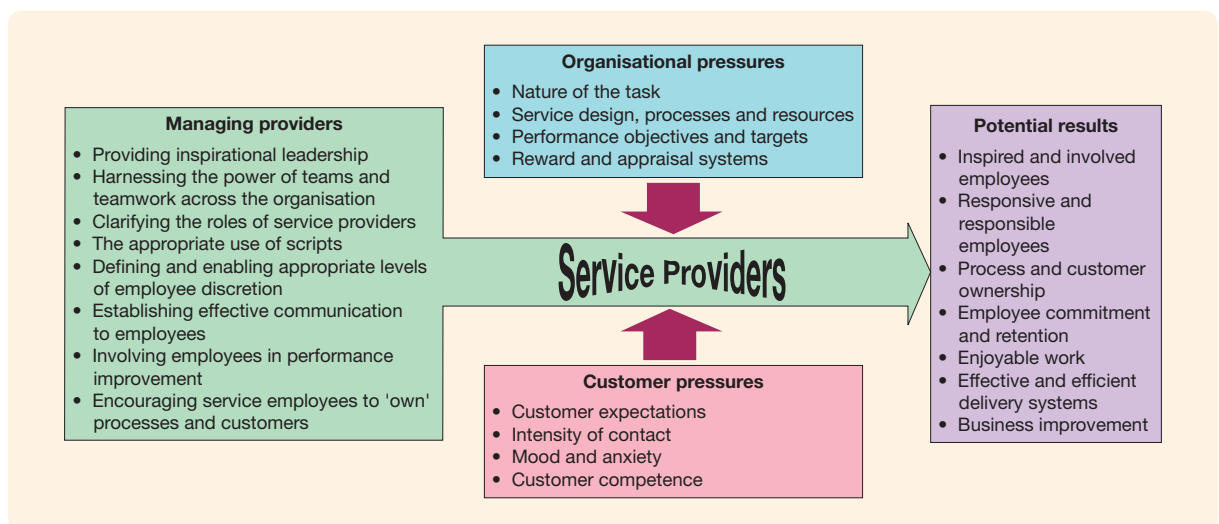 Managing providers
• Providing inspirational leadership
• Harnessing the power of teams and
teamwork across the organisation
• Clarifying the roles of service providers
• The appropriate use of scripts
• Defining and enabling appropriate levels
of employee discretion
• Establishing effective communication
to employees
• Involving employees in performance
improvement
• Encouraging service employees to 'own'
processes and customers
Organisational pressures
• Nature of the task
• Service design, processes and resources
• Performance objectives and targets
• Reward and appraisal systems
Service Providers
Customer pressures
• Customer expectations
• Intensity of contact
• Mood and anxiety
• Customer competence
Potential results
• Inspired and involved
employees
• Responsive and
responsible
employees
• Process and customer
ownership
• Employee commitment
and retention
• Enjoyable work
• Effective and efficient
delivery systems
• Business improvement